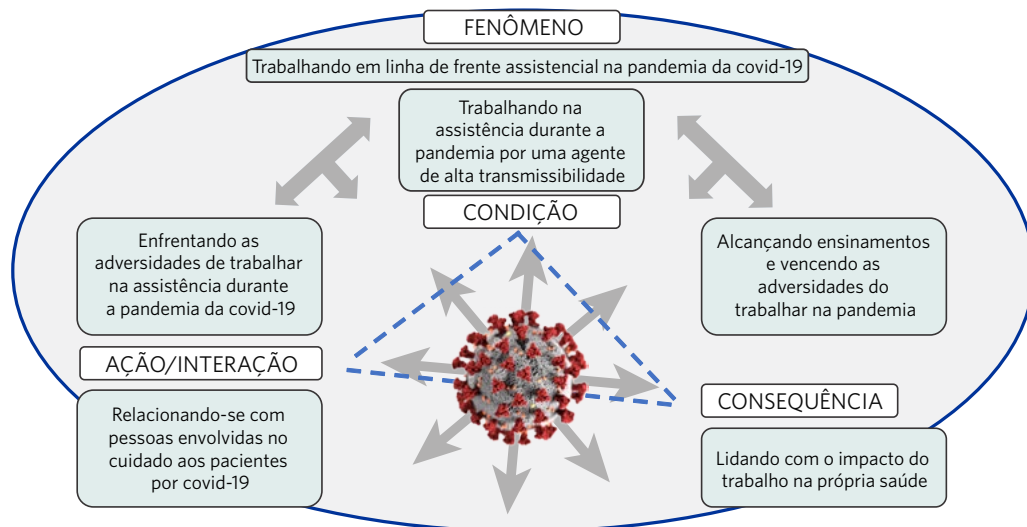 FENÔMENO
Trabalhando em linha de frente assistencial na pandemia da covid-19
Trabalhando na
assistência durante a
pandemia por uma agente
de alta transmissibilidade
CONDIÇÃO
Enfrentando as
adversidades de trabalhar
na assistência durante
a pandemia da covid-19
AÇÃO/INTERAÇÃO
Relacionando-se com
pessoas envolvidas no
cuidado aos pacientes
por covid-19
Alcançando ensinamentos
e vencendo as
adversidades do
trabalhar na pandemia
CONSEQUÊNCIA
Lidando com o impacto do
trabalho na própria saúde